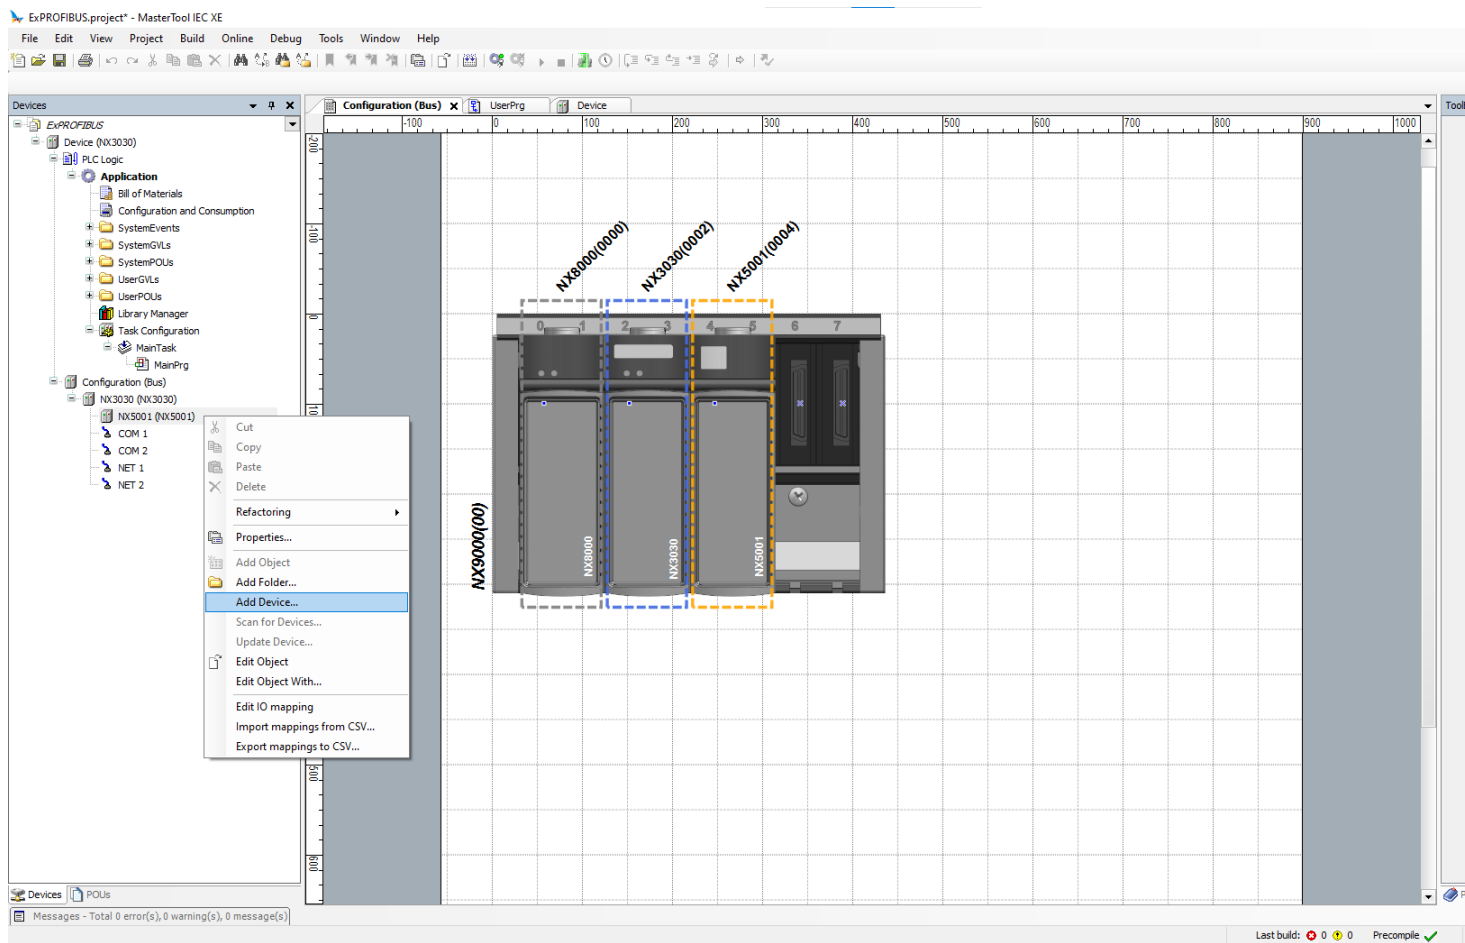 ExPROFIBUS.project* - MasterTool IEC XE
File Edit View Project Build Online Debug Tools Window Help
Devices
Configuration (Bus) UserPrg Device
Tool
-100 0 100 200 300 400 500 600 700 800 900 1000
ExPROFIBUS
Device (NX3030)
PLC Logic
Application
Bill of Materials
Configuration and Consumption
SystemEvents
SystemGVLs
SystemPOUs
UserGVLs
UserPOUs
Library Manager
Task Configuration
MainTask
MainPrg
Configuration (Bus)
NX3030 (NX3030)
NX5001 (NX5001)
COM 1
COM 2
NET 1
NET 2
Cut
Copy
Paste
Delete
Refactoring
Properties...
Add Object
Add Folder...
Add Device...
Scan for Devices...
Update Device...
Edit Object
Edit Object With...
Edit IO mapping
Import mappings from CSV...
Export mappings to CSV...
-200
-100
0
10
500
600
NX8000(0000) NX3030(0002) NX5001(0004)
0 1 2 3 4 5 6 7
NX9000(00)
NX8000 NX3030 NX5001
Devices POUs
P
Messages - Total 0 error(s), 0 warning(s), 0 message(s)
Last build: 0 0 Precompile